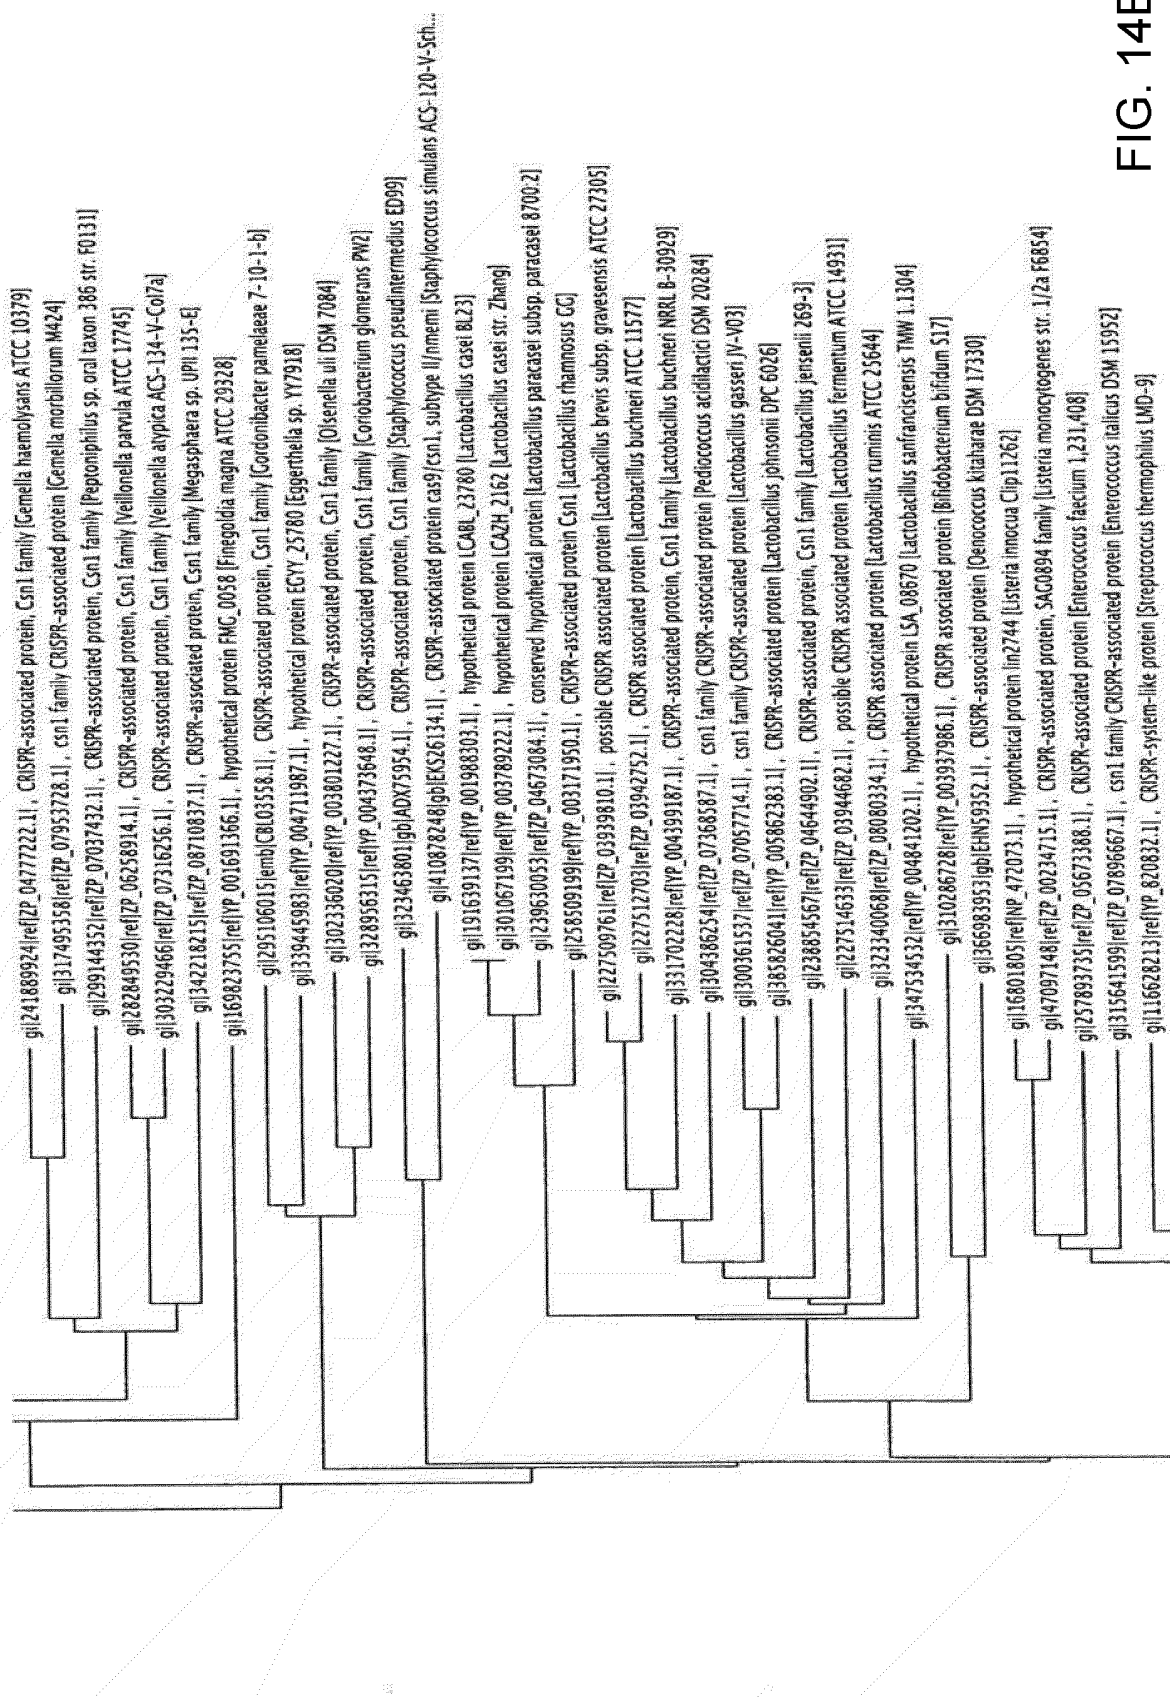 gi|241889924|ref|ZP_04777222.1|, CRISPR-associated protein, Csn1 family [Gemella haemolysans ATCC 10379]
gi|317495358|ref|ZP_07953728.1|, csn1 family CRISPR-associated protein [Gemella morbillorum M424]
gi|299144352|ref|ZP_07037432.1|, CRISPR-associated protein, Csn1 family [Peptoniphilus sp. oral taxon 386 str. F0131]
gi|282849530|ref|ZP_06258914.1|, CRISPR-associated protein, Csn1 family [Veillonella parvula ATCC 17745]
gi|303229466|ref|ZP_07316256.1|, CRISPR-associated protein, Csn1 family [Veillonella atypica ACS-134-V-Col7a]
gi|342218215|ref|ZP_08710837.1|, CRISPR-associated protein, Csn1 family [Megasphaera sp. UPII 135-E]
gi|169823755|ref|YP_001691366.1|, hypothetical protein FMG_0058 [Finegoldia magna ATCC 29328]
gi|295106015|emb|CBL03558.1|, CRISPR-associated protein, Csn1 family [Gordonibacter pamelaeae 7-10-1-b]
gi|339445983|ref|YP_004711987.1|, hypothetical protein EGYY_25780 [Eggerthella sp. YY7918]
gi|302336020|ref|YP_003801227.1|, CRISPR-associated protein, Csn1 family [Olsenella uli DSM 7084]
gi|328956315|ref|YP_004373648.1|, CRISPR-associated protein, Csn1 family [Coriobacterium glomerans PW2]
gi|323463801|gb|ADX75954.1|, CRISPR-associated protein, Csn1 family [Staphylococcus pseudintermedius ED99]
gi|410878248|gb|EKS26134.1|, CRISPR-associated protein cas9/csn1, subtype II/nmemi [Staphylococcus simulans ACS-120-V-Sch...
gi|191639137|ref|YP_001988303.1|, hypothetical protein LCABL_23780 [Lactobacillus casei BL23]
gi|301067199|ref|YP_003789222.1|, hypothetical protein LCAZH_2162 [Lactobacillus casei str. Zhang]
gi|239630053|ref|ZP_04673084.1|, conserved hypothetical protein [Lactobacillus paracasei subsp. paracasei 8700:2]
gi|258509199|ref|YP_003171950.1|, CRISPR-associated protein Csn1 [Lactobacillus rhamnosus GG]
gi|227509761|ref|ZP_03939810.1|, possible CRISPR associated protein [Lactobacillus brevis subsp. gravesensis ATCC 27305]
gi|227512703|ref|ZP_03942752.1|, CRISPR associated protein [Lactobacillus buchneri ATCC 11577]
gi|331702228|ref|YP_004399187.1|, CRISPR-associated protein, Csn1 family [Lactobacillus buchneri NRRL B-30929]
gi|304386254|ref|ZP_07368587.1|, csn1 family CRISPR-associated protein [Pediococcus acidilactici DSM 20284]
gi|300361537|ref|ZP_07057714.1|, csn1 family CRISPR-associated protein [Lactobacillus gasseri JV-V03]
gi|385826041|ref|YP_005862383.1|, CRISPR-associated protein [Lactobacillus johnsonii DPC 6026]
gi|238854567|ref|ZP_04644902.1|, CRISPR-associated protein, Csn1 family [Lactobacillus jensenii 269-3]
gi|227514633|ref|ZP_03944682.1|, possible CRISPR associated protein [Lactobacillus fermentum ATCC 14931]
gi|323340068|ref|ZP_08080334.1|, CRISPR associated protein [Lactobacillus ruminis ATCC 25644]
gi|347534532|ref|YP_004841202.1|, hypothetical protein LSA_08670 [Lactobacillus sanfranciscensis TMW 1.1304]
gi|310286728|ref|YP_003937986.1|, CRISPR associated protein [Bifidobacterium bifidum S17]
gi|366983953|gb|EHN59352.1|, CRISPR-associated protein [Oenococcus kitaharae DSM 17330]
gi|16801805|ref|NP_472073.1|, hypothetical protein lin2744 [Listeria innocua Clip11262]
gi|47097148|ref|ZP_00234715.1|, CRISPR-associated protein, SAG0894 family [Listeria monocytogenes str. 1/2a F6854]
gi|257893735|ref|ZP_05673388.1|, CRISPR-associated protein [Enterococcus faecium 1,231,408]
gi|315641599|ref|ZP_07896667.1|, csn1 family CRISPR-associated protein [Enterococcus italicus DSM 15952]
gi|116628213|ref|YP_820832.1|, CRISPR-system-like protein [Streptococcus thermophilus LMD-9]
FIG. 14B